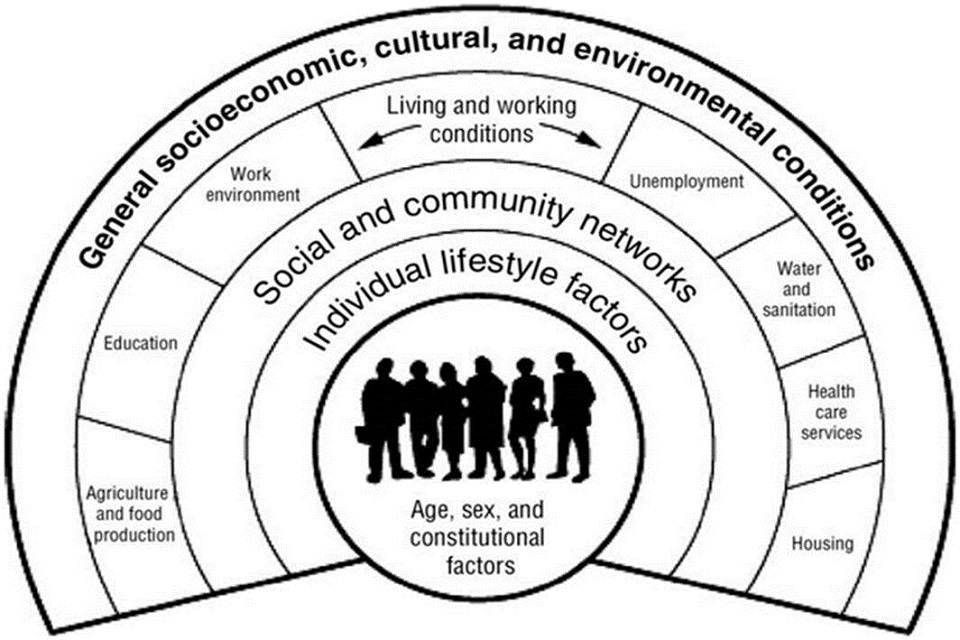 General socioeconomic, cultural, and environmental conditions
Living and working
conditions
Work
environment
Unemployment
Education
Water
and
sanitation
Agriculture
and food
production
Health
care
services
Housing
Social and community networks
Individual lifestyle factors
Age, sex, and
constitutional
factors